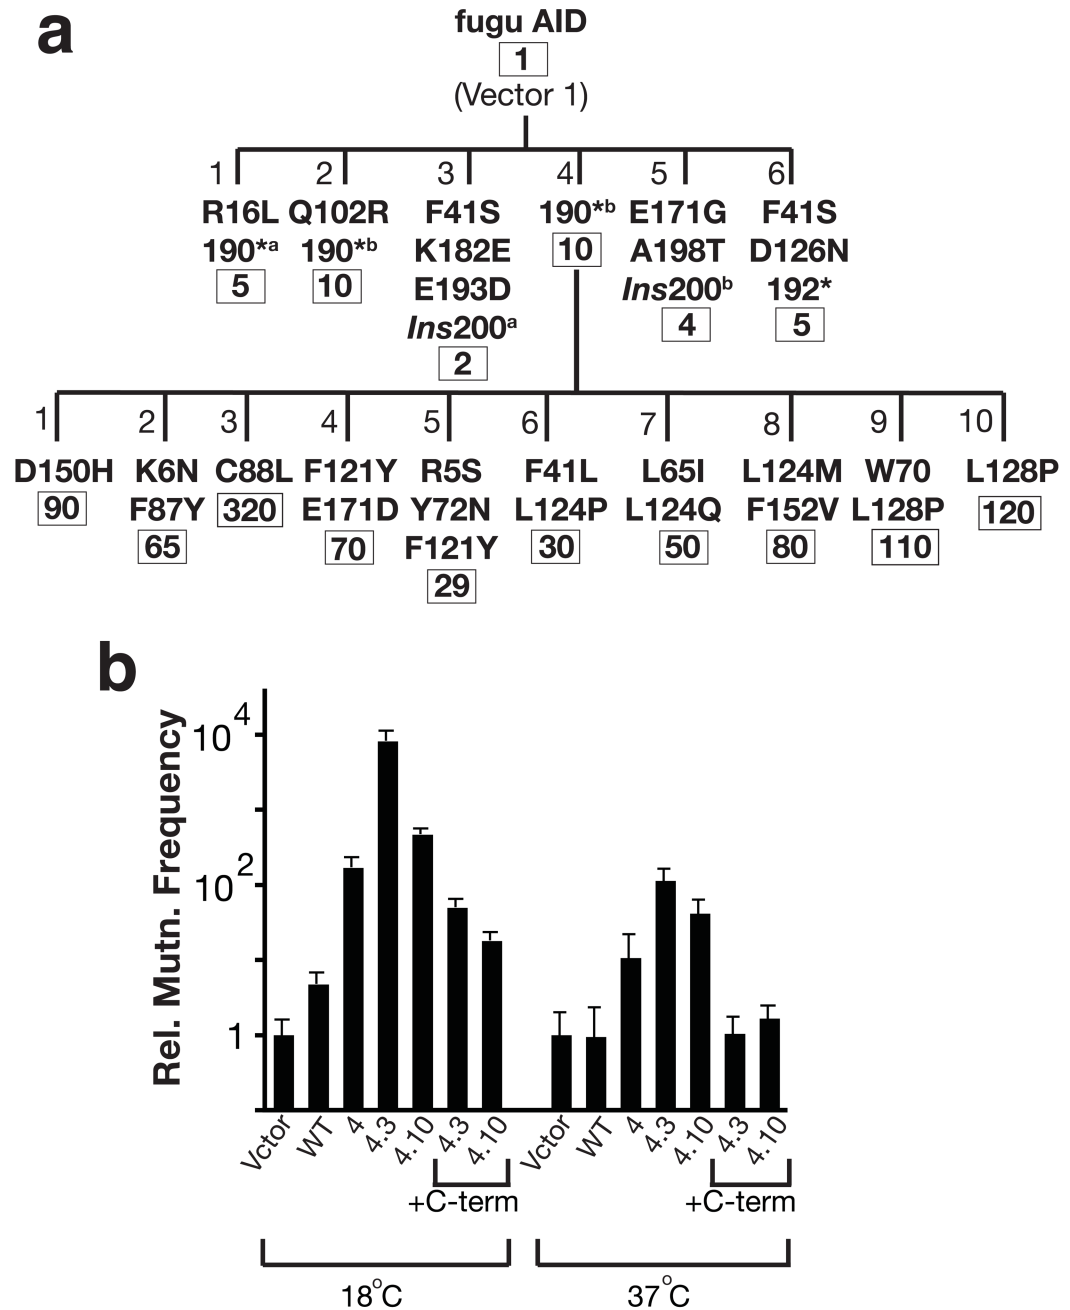 a
fugu AID
1
(Vector 1)
1 2 3 4 5 6
R16L Q102R F41S 190*ᵇ E171G F41S
190*ᵃ 190*ᵇ K182E 10 A198T D126N
5 10 E193D Ins200ᵇ 192*
Ins200ᵃ 4 5
2
1 2 3 4 5 6 7 8 9 10
D150H K6N C88L F121Y R5S F41L L65I L124M W70 L128P
90 F87Y 320 E171D Y72N L124P L124Q F152V L128P 120
65 70 F121Y 30 50 80 110
29
b
Rel. Mutn. Frequency
10⁴
10²
1
Vctor WT 4 4.3 4.10 4.3 4.10 Vctor WT 4 4.3 4.10 4.3 4.10
+C-term +C-term
18°C 37°C